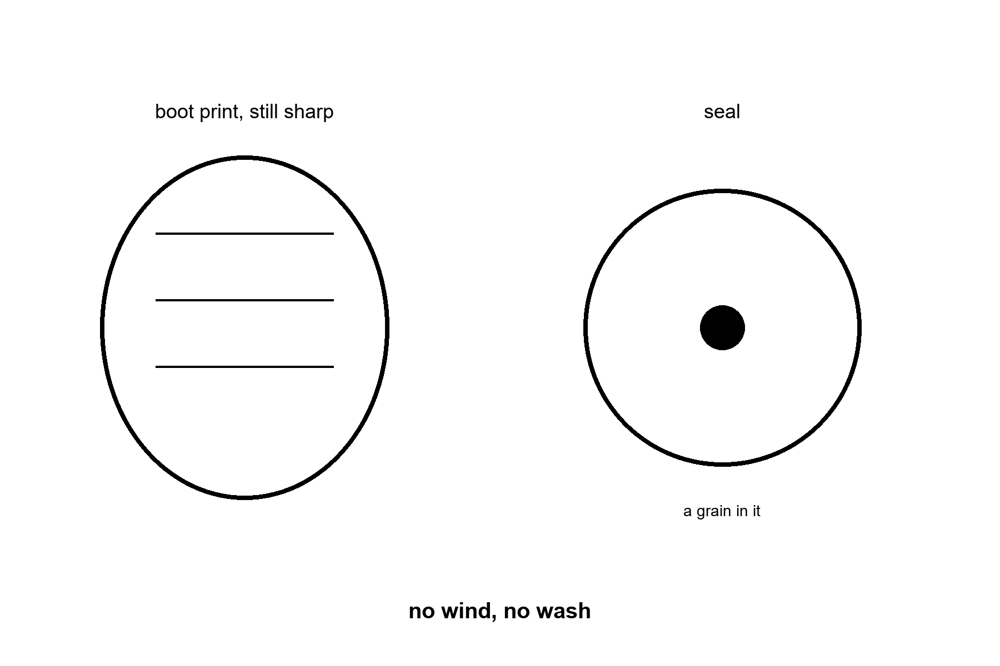 boot print, still sharp
seal
a grain in it
no wind, no wash